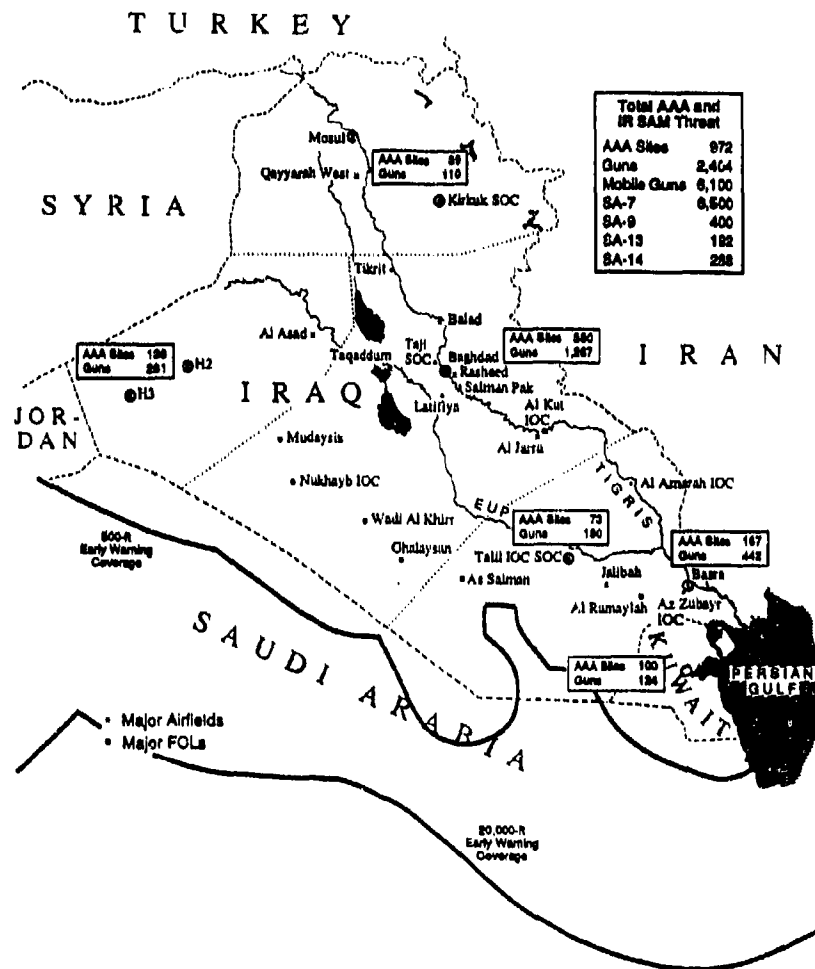 TURKEY
Total AAA and
IR SAM Threat
AAA Sites 972
Guns 2,404
Mobile Guns 6,100
SA-7 6,500
SA-9 400
SA-13 192
SA-14 288
Mosul
AAA Sites 39
Guns 110
Qayyarah West
SYRIA
Kirkuk SOC
Tikrit
Balad
Al Asad
AAA Sites
Guns 1,267
IRAN
AAA Sites
Guns 281
H2
Taji
SOC
Baghdad
Taqaddum
Rasheed
Salman Pak
IRAQ
H3
Latifiya
Al Kut
IOC
JOR-
DAN
Mudaysis
Al Jarra
TIGRIS
Nukhayb IOC
Al Amarah IOC
EUP
AAA Sites 73
Guns 180
Wadi Al Khirr
AAA Sites 167
Guns 442
500-ft
Early Warning
Coverage
Ghalaysan
Talil IOC SOC
Basra
As Salman
Jalibah
Al Rumaylah
Az Zubayr
IOC
SAUDI ARABIA
KUWAIT
AAA Sites 100
Guns 124
PERSIAN
GULF
Major Airfields
Major FOLs
20,000-ft
Early Warning
Coverage